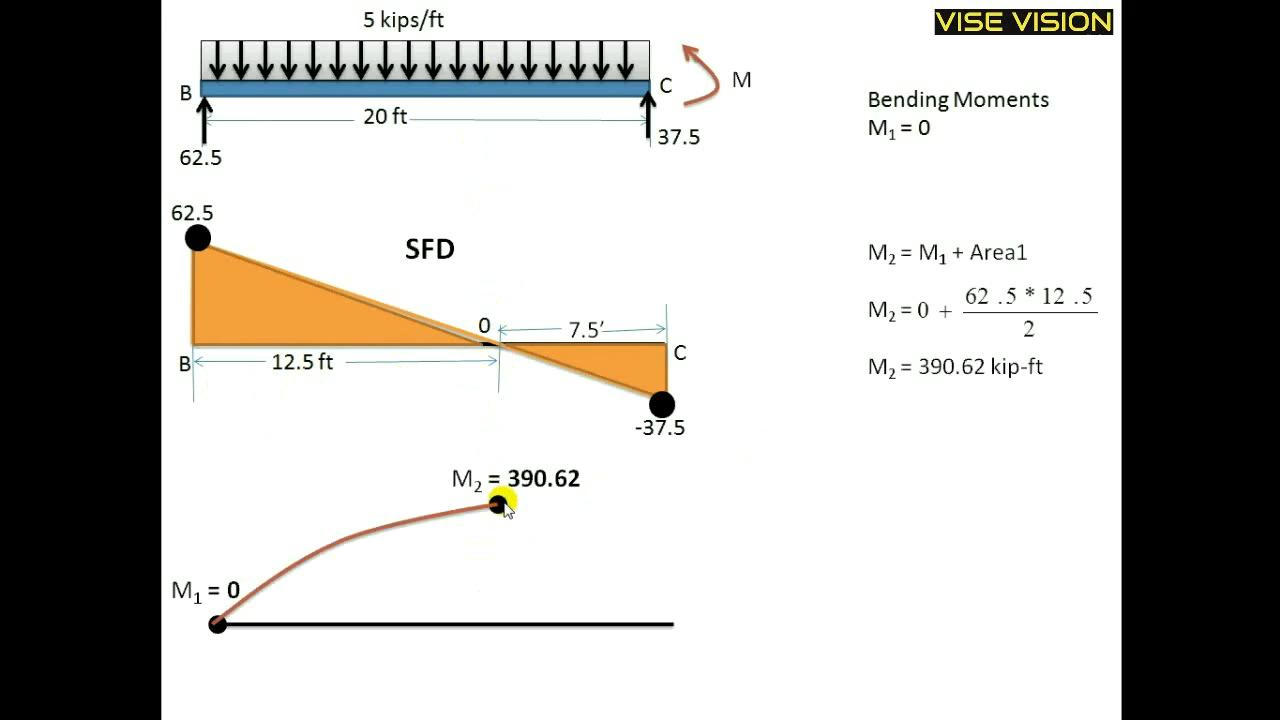 5 kips/ft
VISE VISION
B
C
M
20 ft
62.5
37.5
Bending Moments
M₁ = 0
62.5
SFD
0
7.5’
B
12.5 ft
C
-37.5
M₂ = M₁ + Area1
M₂ = 0 + 62 .5 * 12 .5
2
M₂ = 390.62 kip-ft
M₂ = 390.62
M₁ = 0